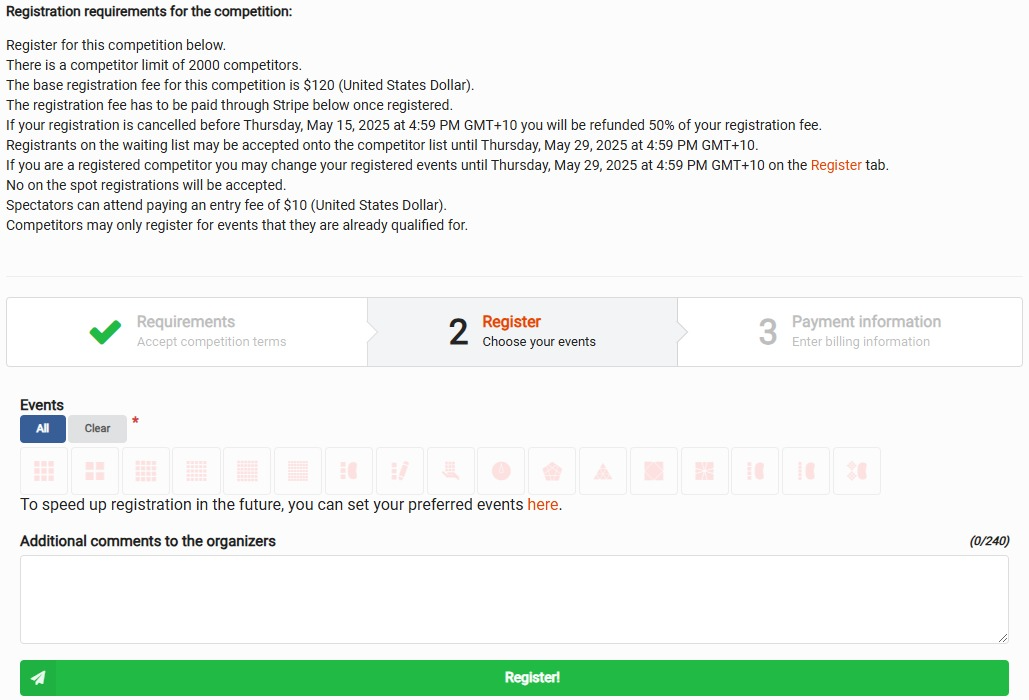 Registration requirements for the competition:
Register for this competition below.
There is a competitor limit of 2000 competitors.
The base registration fee for this competition is $120 (United States Dollar).
The registration fee has to be paid through Stripe below once registered.
If your registration is cancelled before Thursday, May 15, 2025 at 4:59 PM GMT+10 you will be refunded 50% of your registration fee.
Registrants on the waiting list may be accepted onto the competitor list until Thursday, May 29, 2025 at 4:59 PM GMT+10.
If you are a registered competitor you may change your registered events until Thursday, May 29, 2025 at 4:59 PM GMT+10 on the Register tab.
No on the spot registrations will be accepted.
Spectators can attend paying an entry fee of $10 (United States Dollar).
Competitors may only register for events that they are already qualified for.
Requirements
Accept competition terms
2 Register
Choose your events
3 Payment information
Enter billing information
Events
All Clear *
To speed up registration in the future, you can set your preferred events here.
Additional comments to the organizers (0/240)
Register!